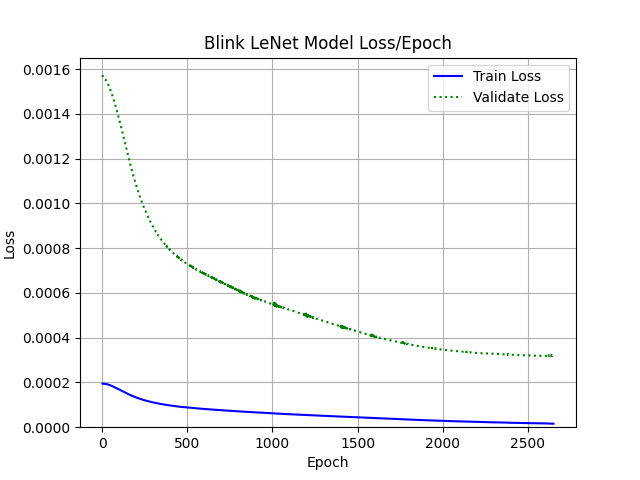 Blink LeNet Model Loss/Epoch
Train Loss
Validate Loss
Loss
0.0016
0.0014
0.0012
0.0010
0.0008
0.0006
0.0004
0.0002
0.0000
0 500 1000 1500 2000 2500
Epoch